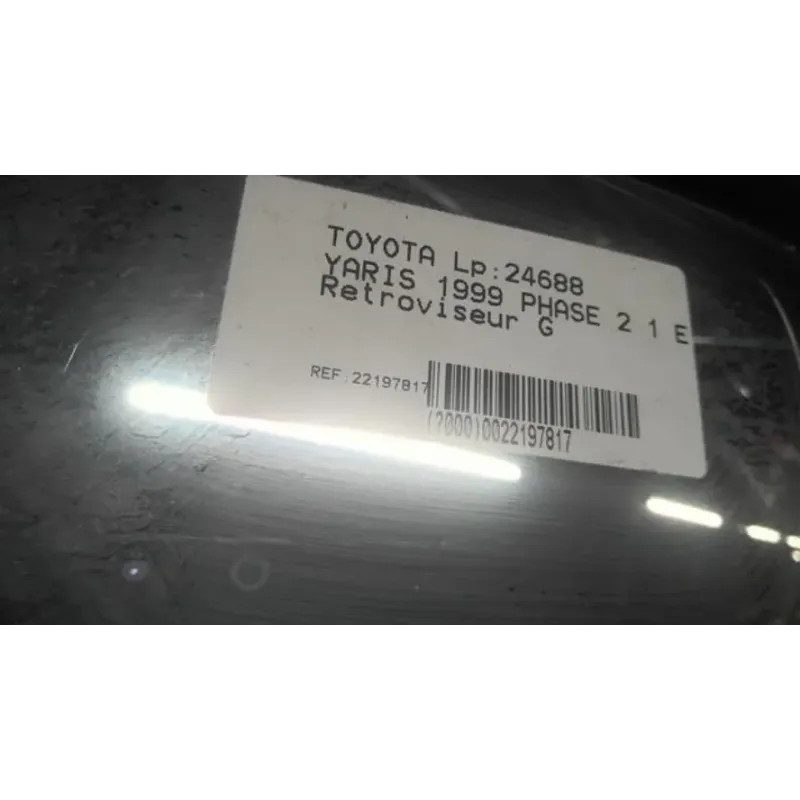 TOYOTA Lp:24688
YARIS 1999 PHASE 2 1 E
Retroviseur G
REF:22197817
(2000)0022197817